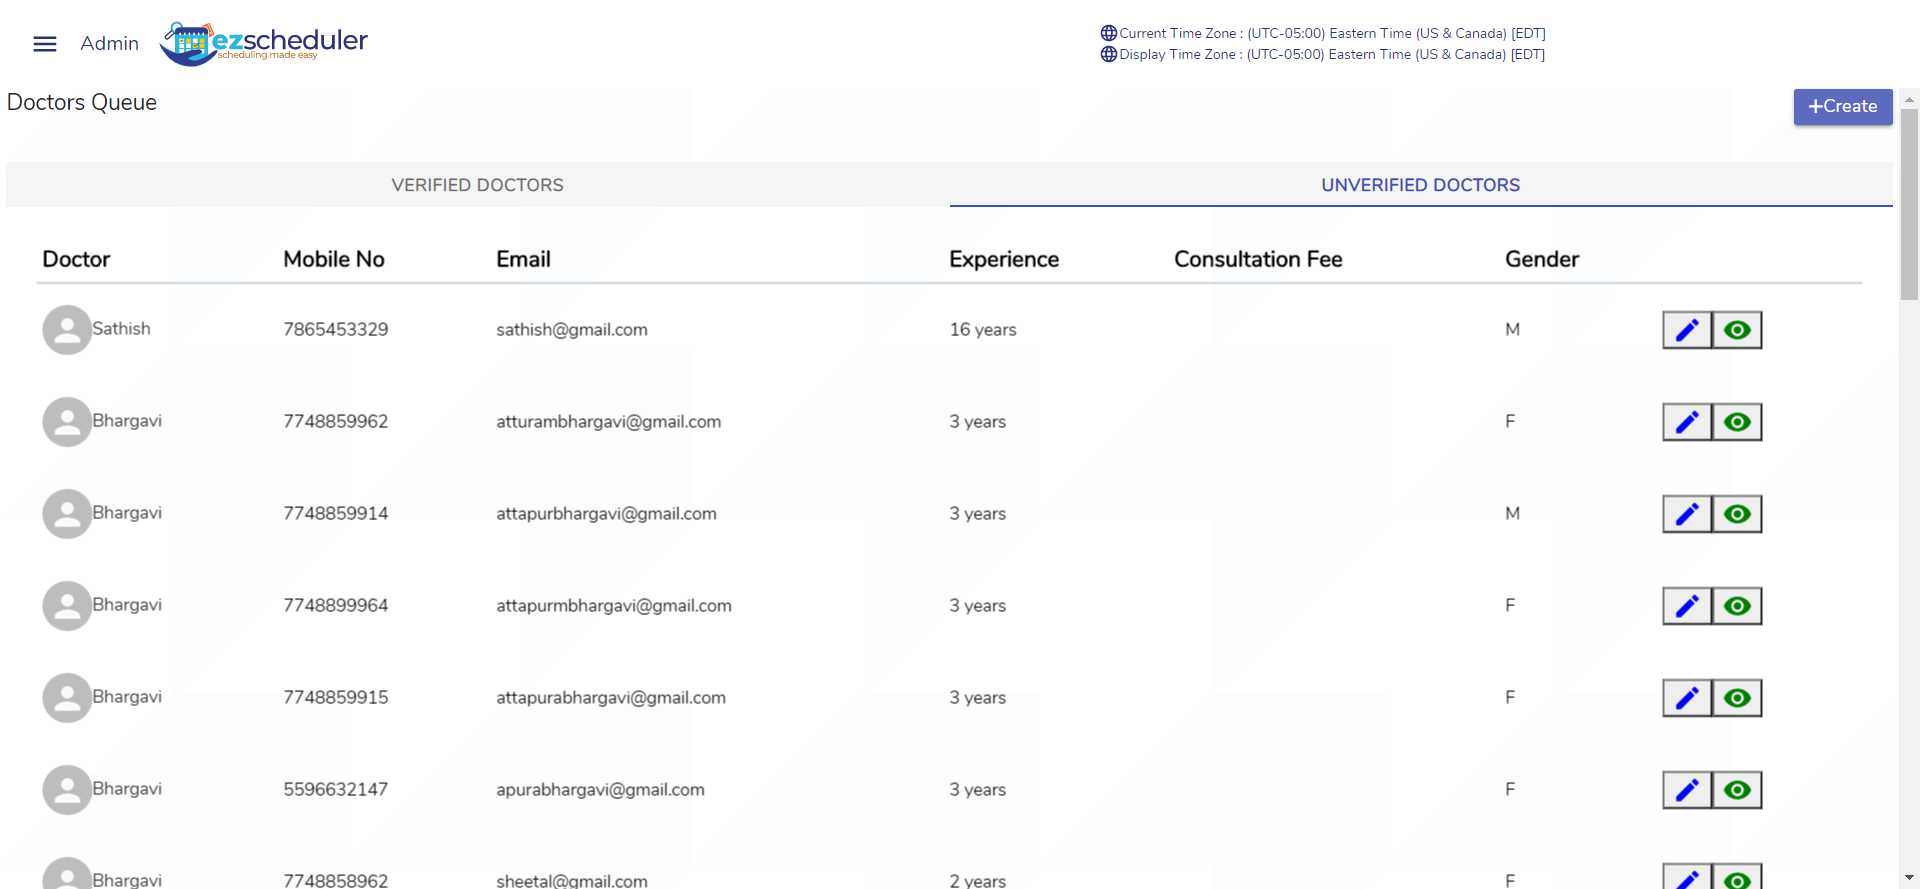 Admin
ezscheduler
scheduling made easy
Current Time Zone : (UTC-05:00) Eastern Time (US & Canada) [EDT]
Display Time Zone : (UTC-05:00) Eastern Time (US & Canada) [EDT]
Doctors Queue
+Create
VERIFIED DOCTORS UNVERIFIED DOCTORS
Doctor Mobile No Email Experience Consultation Fee Gender
Sathish 7865453329 sathish@gmail.com 16 years M
Bhargavi 7748859962 atturambhargavi@gmail.com 3 years F
Bhargavi 7748859914 attapurbhargavi@gmail.com 3 years M
Bhargavi 7748899964 attapurmbhargavi@gmail.com 3 years F
Bhargavi 7748859915 attapurabhargavi@gmail.com 3 years F
Bhargavi 5596632147 apurabhargavi@gmail.com 3 years F
Bhargavi 7748858962 sheetal@gmail.com 2 years F